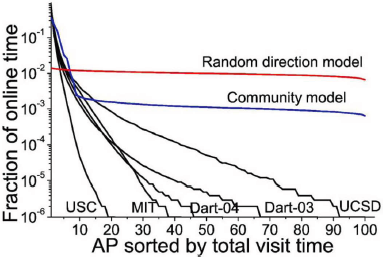 Fraction of online time
10⁻¹
10⁻²
10⁻³
10⁻⁴
10⁻⁵
10⁻⁶
Random direction model
Community model
USC MIT Dart-04 Dart-03 UCSD
10 20 30 40 50 60 70 80 90 100
AP sorted by total visit time